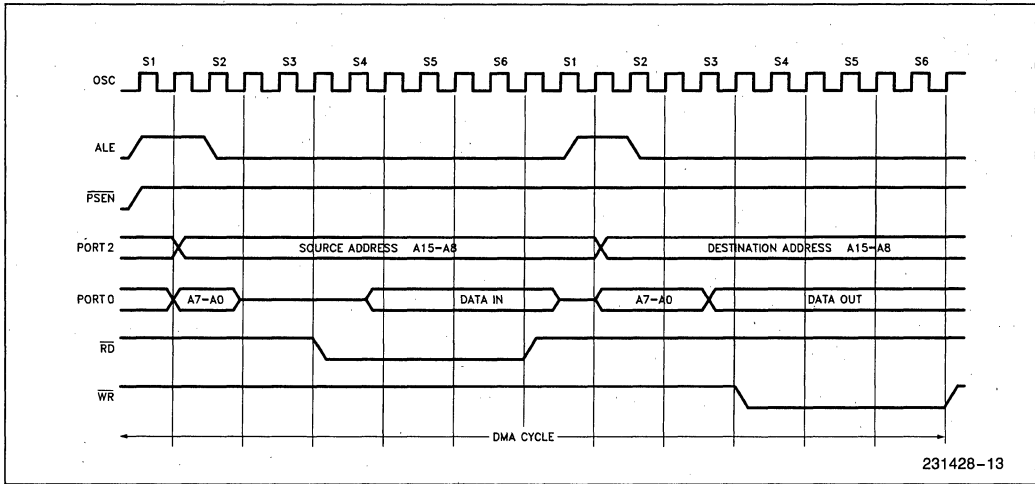 S1 S2 S3 S4 S5 S6 S1 S2 S3 S4 S5 S6
OSC
ALE
PSEN
PORT 2 SOURCE ADDRESS A15-A8 DESTINATION ADDRESS A15-A8
PORT 0 A7-A0 DATA IN A7-A0 DATA OUT
RD
WR
DMA CYCLE
231428-13